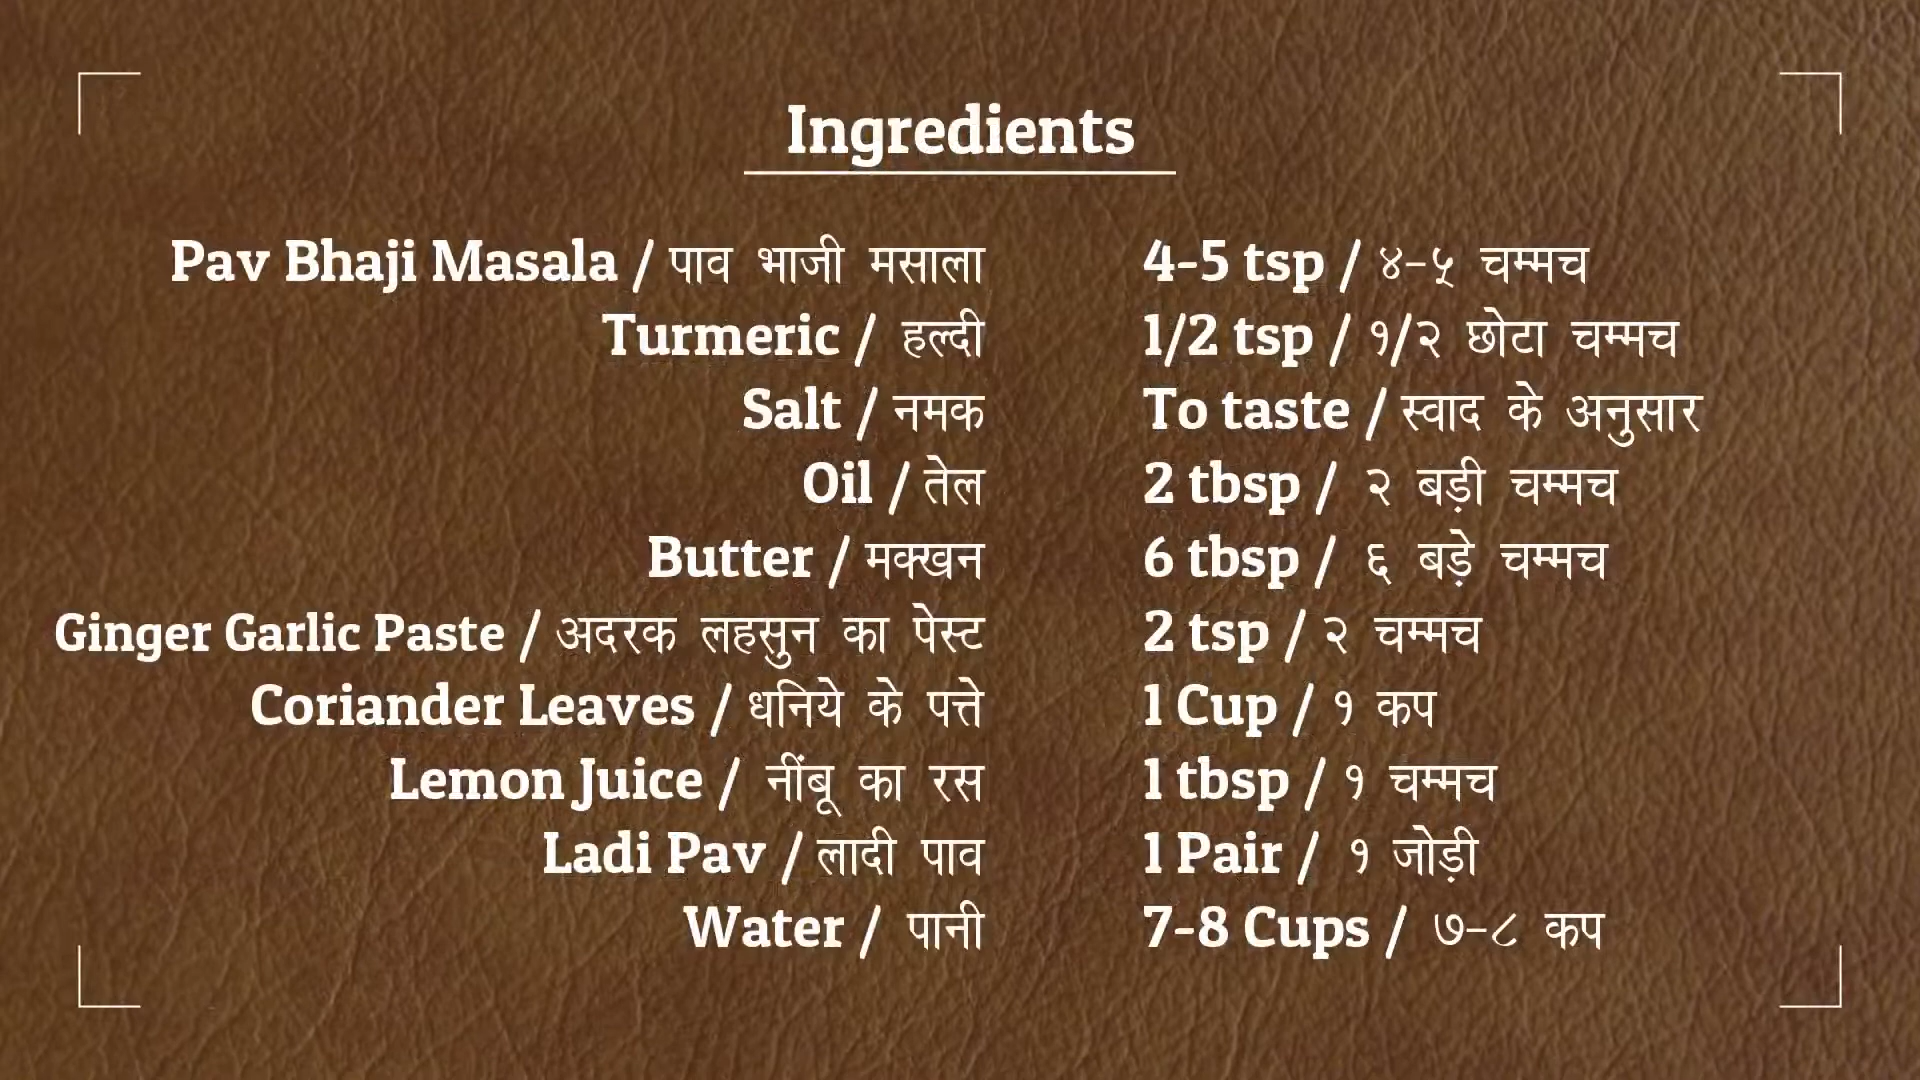 Ingredients
Pav Bhaji Masala / पाव भाजी मसाला 4-5 tsp / ४-५ चम्मच
Turmeric / हल्दी 1/2 tsp / १/२ छोटा चम्मच
Salt / नमक To taste / स्वाद के अनुसार
Oil / तेल 2 tbsp / २ बड़ी चम्मच
Butter / मक्खन 6 tbsp / ६ बड़े चम्मच
Ginger Garlic Paste / अदरक लहसुन का पेस्ट 2 tsp / २ चम्मच
Coriander Leaves / धनिये के पत्ते 1 Cup / १ कप
Lemon Juice / नींबू का रस 1 tbsp / १ चम्मच
Ladi Pav / लादी पाव 1 Pair / १ जोड़ी
Water / पानी 7-8 Cups / ७-८ कप